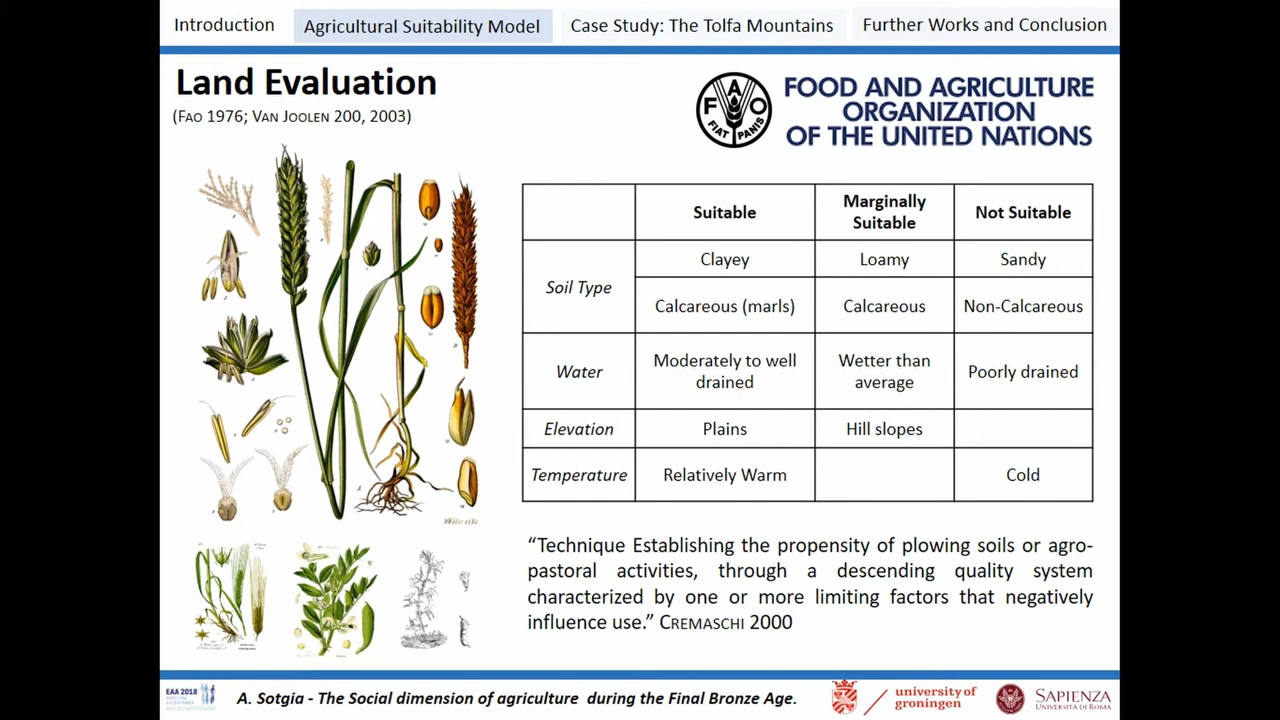 Introduction
Agricultural Suitability Model
Case Study: The Tolfa Mountains
Further Works and Conclusion
Land Evaluation
(FAO 1976; VAN JOOLEN 200, 2003)
F A O
FIAT PANIS
FOOD AND AGRICULTURE
ORGANIZATION
OF THE UNITED NATIONS
Suitable
Marginally
Suitable
Not Suitable
Soil Type
Clayey
Loamy
Sandy
Calcareous (marls)
Calcareous
Non-Calcareous
Water
Moderately to well
drained
Wetter than
average
Poorly drained
Elevation
Plains
Hill slopes
Temperature
Relatively Warm
Cold
“Technique Establishing the propensity of plowing soils or agro-
pastoral activities, through a descending quality system
characterized by one or more limiting factors that negatively
influence use.” CREMASCHI 2000
EAA 2018
A. Sotgia - The Social dimension of agriculture during the Final Bronze Age.
university of
groningen
SAPIENZA
UNIVERSITÀ DI ROMA